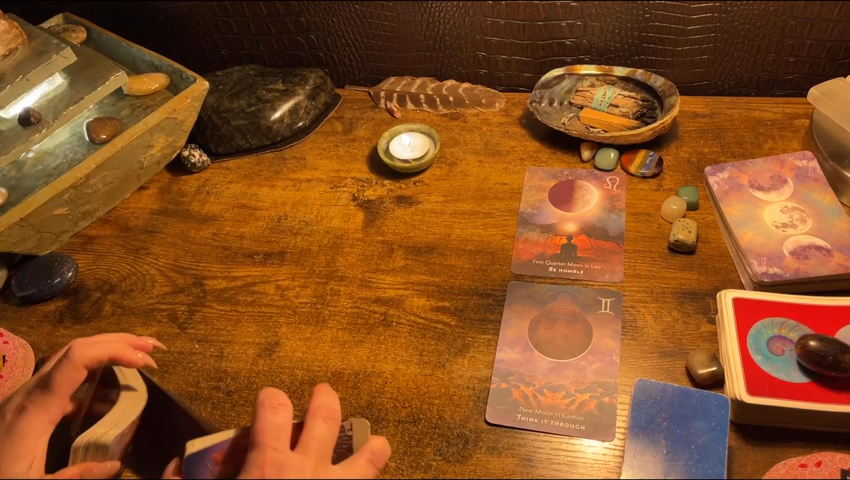 First Quarter Moon in Leo
BE HUMBLE
New Moon in Gemini
THINK IT THROUGH